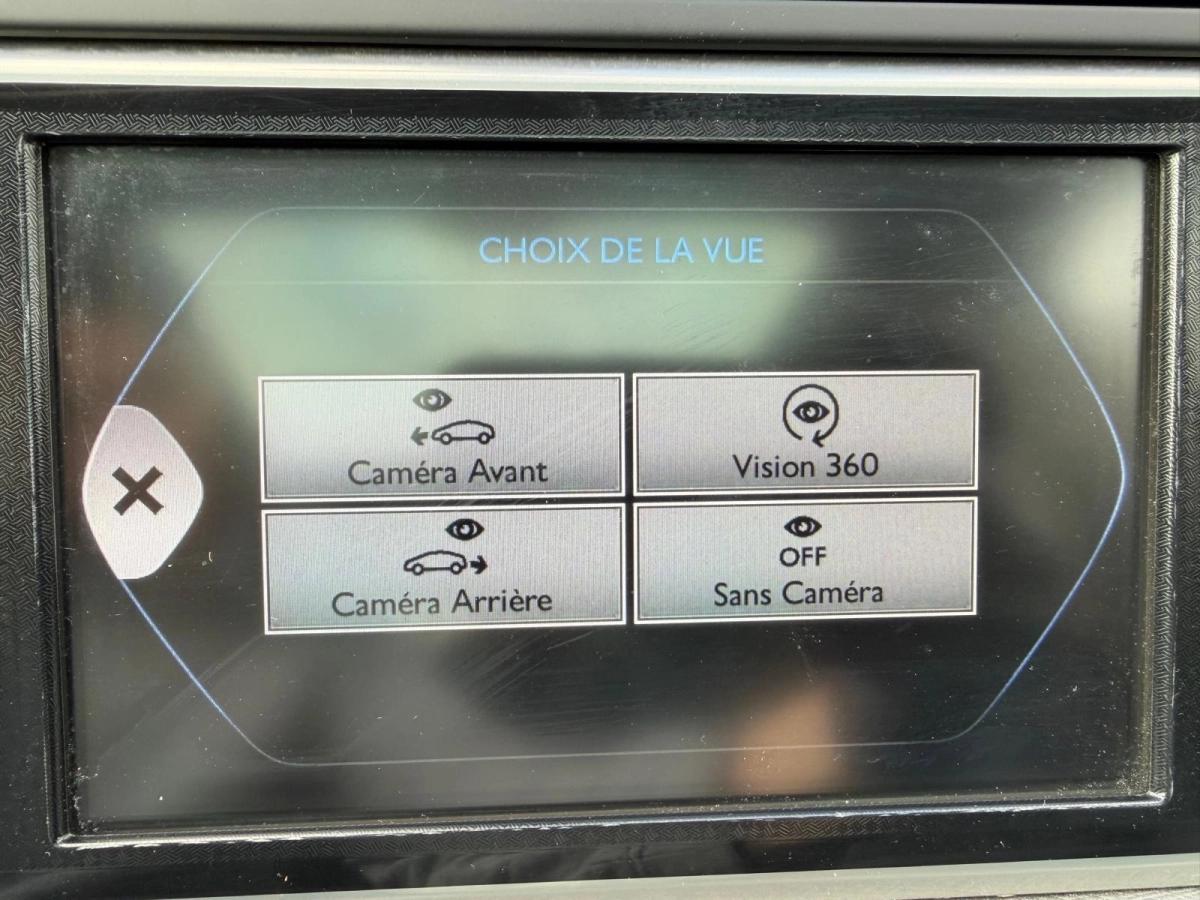 CHOIX DE LA VUE
Caméra Avant
Vision 360
Caméra Arrière
OFF
Sans Caméra